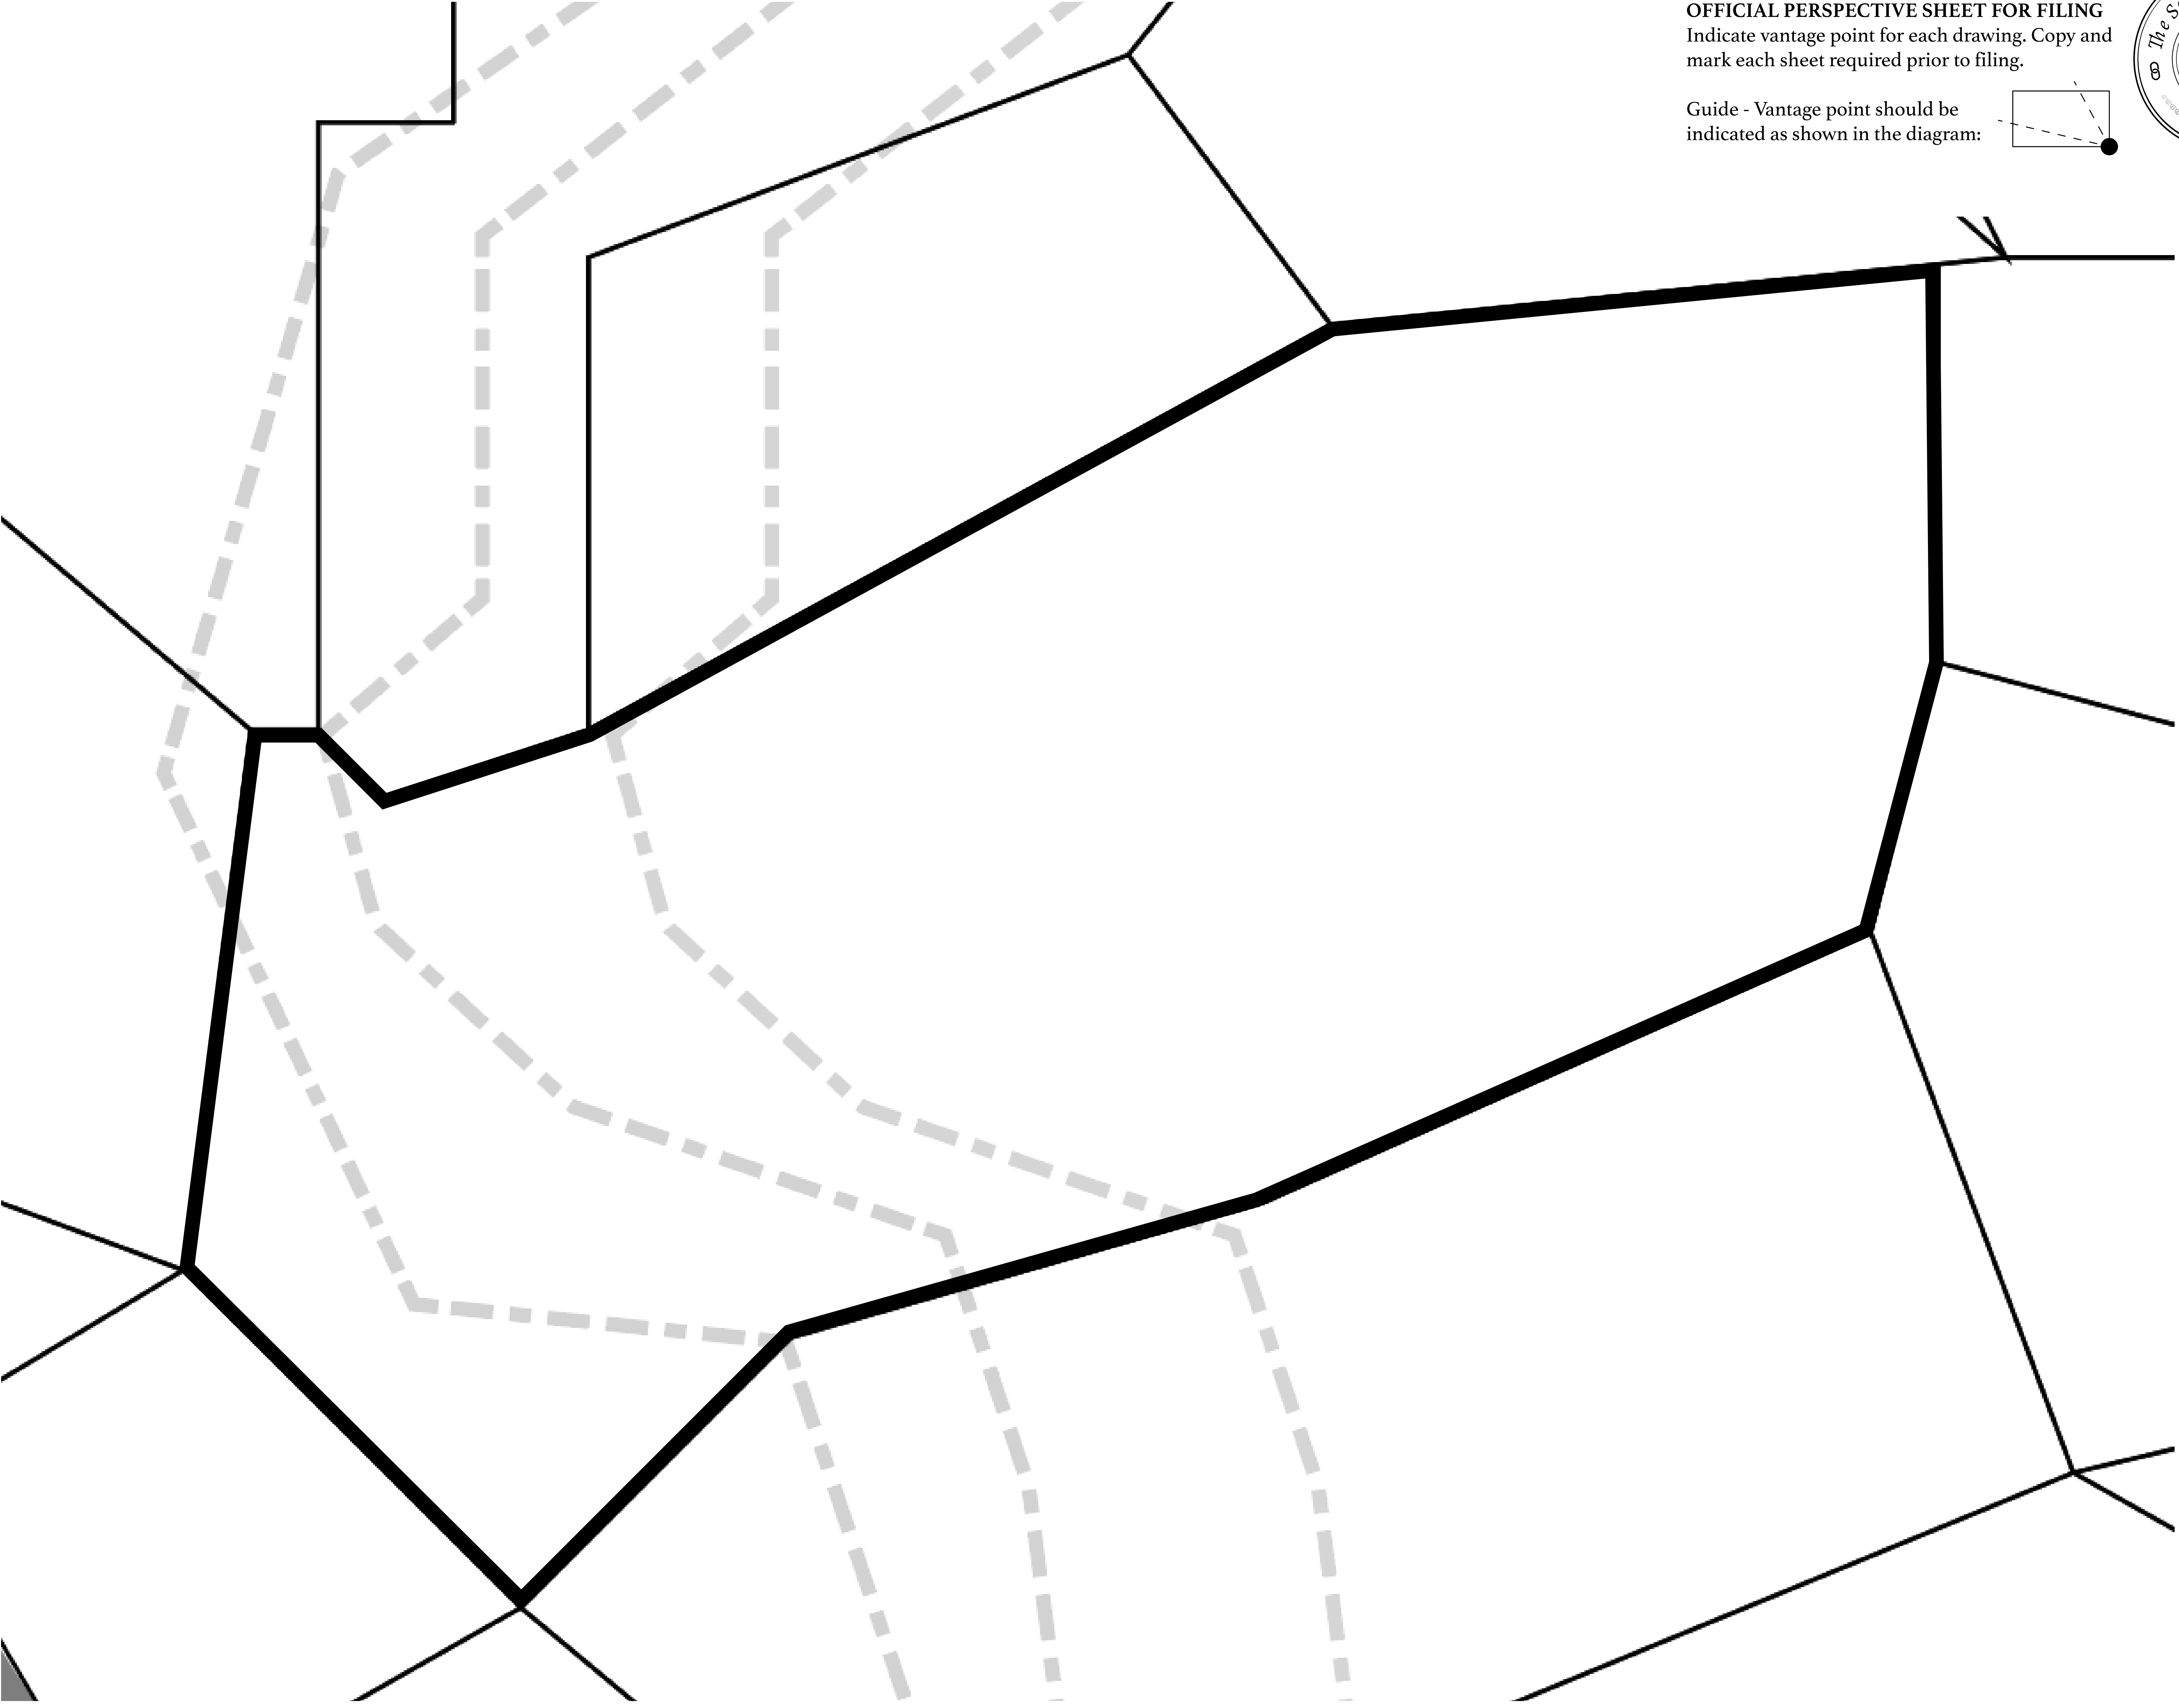 OFFICIAL PERSPECTIVE SHEET FOR FILING
Indicate vantage point for each drawing. Copy and
mark each sheet required prior to filing.
Guide - Vantage point should be
indicated as shown in the diagram:
The